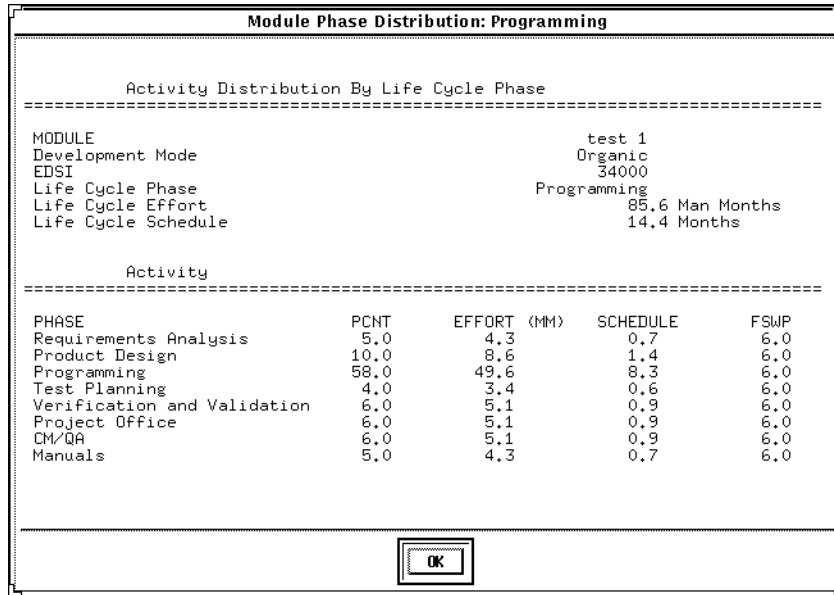 Module Phase Distribution: Programming
Activity Distribution By Life Cycle Phase
==============================================================================
MODULE test 1
Development Mode Organic
EDSI 34000
Life Cycle Phase Programming
Life Cycle Effort 85.6 Man Months
Life Cycle Schedule 14.4 Months
Activity
==============================================================================
PHASE PCNT EFFORT (MM) SCHEDULE FSWP
Requirements Analysis 5.0 4.3 0.7 6.0
Product Design 10.0 8.6 1.4 6.0
Programming 58.0 49.6 8.3 6.0
Test Planning 4.0 3.4 0.6 6.0
Verification and Validation 6.0 5.1 0.9 6.0
Project Office 6.0 5.1 0.9 6.0
CM/QA 6.0 5.1 0.9 6.0
Manuals 5.0 4.3 0.7 6.0
OK